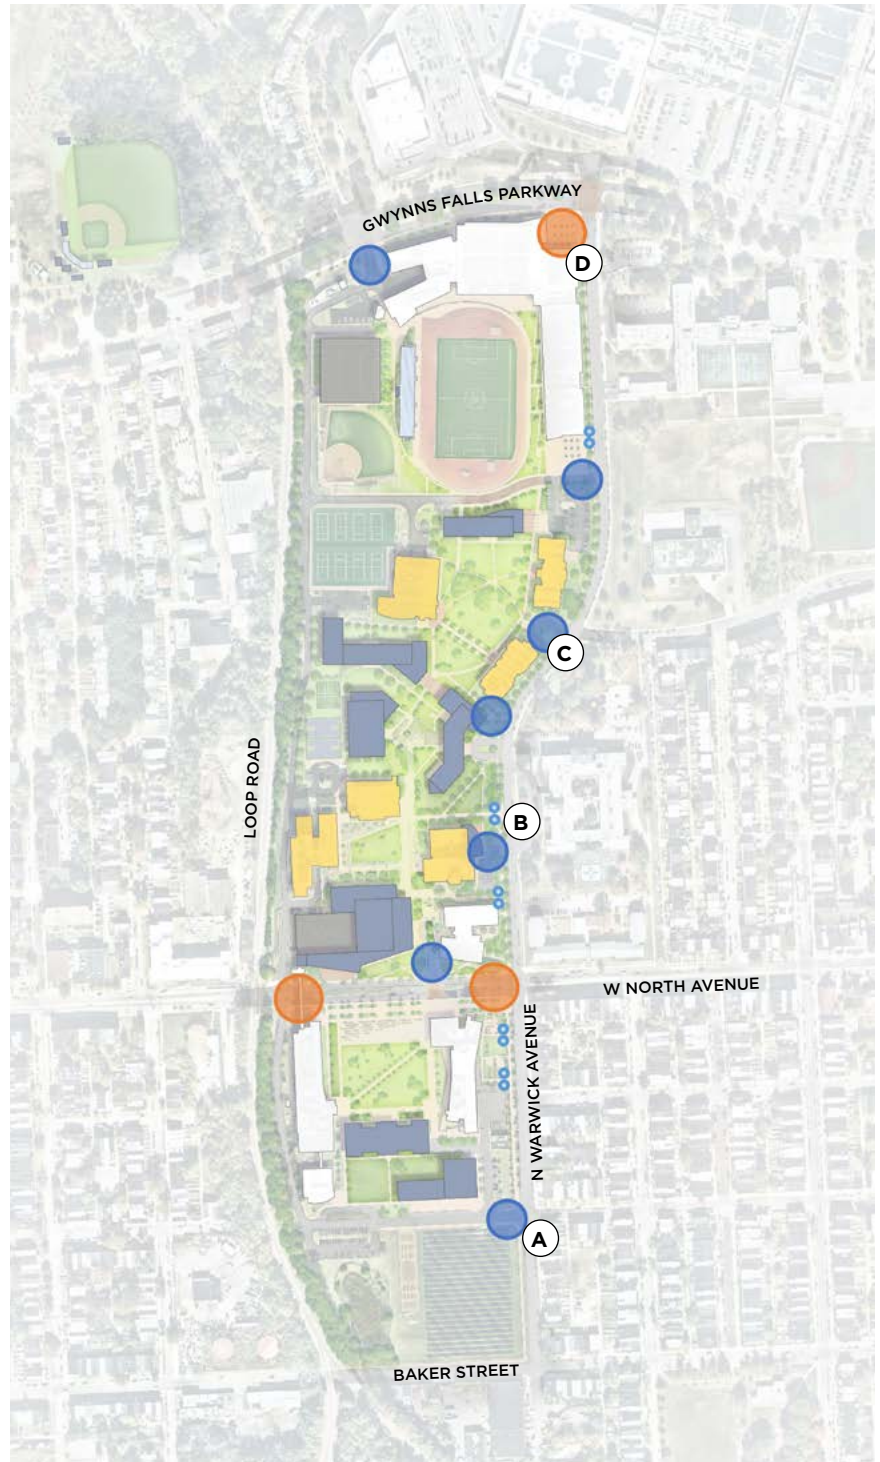 GWYNNS FALLS PARKWAY
D
C
LOOP ROAD
B
W NORTH AVENUE
N WARWICK AVENUE
A
BAKER STREET